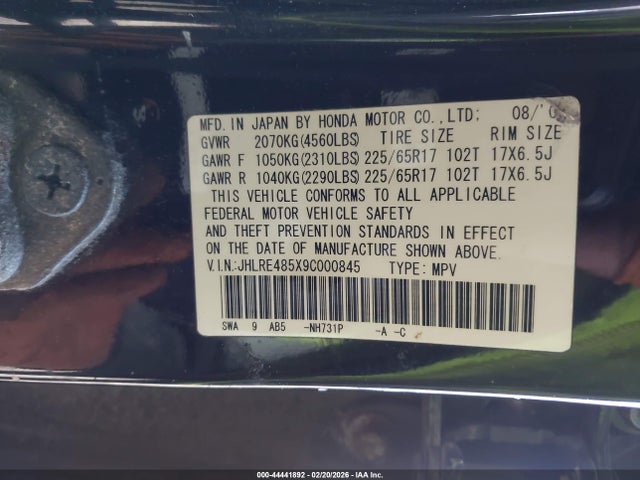 MFD. IN JAPAN BY HONDA MOTOR CO., LTD; 08/'0
GVWR 2070KG(4560LBS) TIRE SIZE RIM SIZE
GAWR F 1050KG(2310LBS) 225/65R17 102T 17X6.5J
GAWR R 1040KG(2290LBS) 225/65R17 102T 17X6.5J
THIS VEHICLE CONFORMS TO ALL APPLICABLE
FEDERAL MOTOR VEHICLE SAFETY
AND THEFT PREVENTION STANDARDS IN EFFECT
ON THE DATE OF MANUFACTURE SHOWN ABOVE.
V.I.N.:JHLRE485X9C000845 TYPE: MPV
SWA 9 AB5 -NH731P -A -C
000-44441892 - 02/20/2026 - IAA Inc.